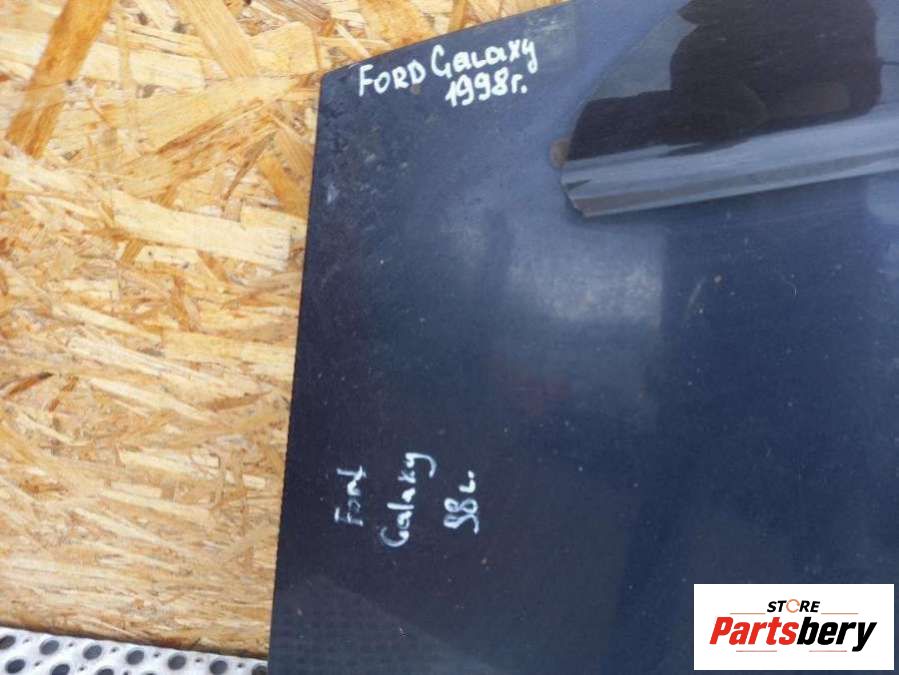 FORD Galaxy
1998г.
Ford
Galaxy
98г.
STORE
Partsbery